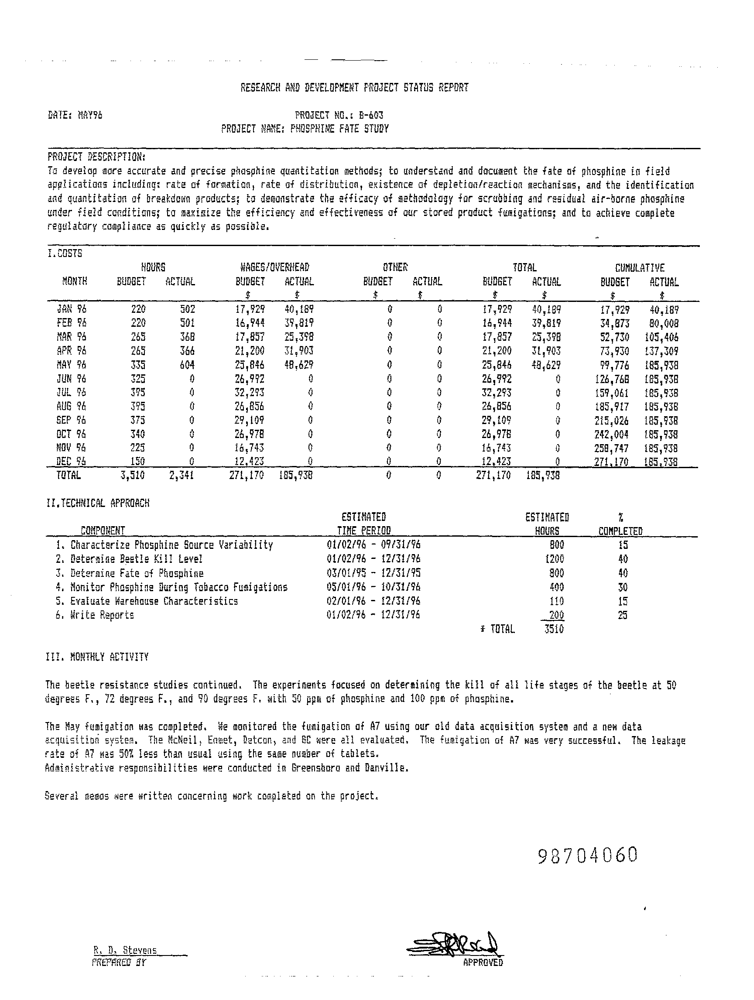 RESEARCH AND DEVELOPMENT PROJECT STATUS REPORT
DATE: MAY96 PROJECT NO.: B-603
PROJECT NAME: PHOSPHINE FATE STUDY
PROJECT DESCRIPTION:
To develop more accurate and precise phosphine quantitation methods; to understand and document the fate of phosphine in field
applications including: rate of formation, rate of distribution, existence of depletion/reaction mechanisms, and the identification
and quantitation of breakdown products; to demonstrate the efficacy of methodology for scrubbing and residual air-borne phosphine
under field conditions; to maximize the efficiency and effectiveness of our stored product fumigations; and to achieve complete
regulatory compliance as quickly as possible.
I.COSTS
HOURS WAGES/OVERHEAD OTHER TOTAL CUMULATIVE
MONTH BUDGET ACTUAL BUDGET ACTUAL BUDGET ACTUAL BUDGET ACTUAL BUDGET ACTUAL
$ $ $ $ $ $ $ $
JAN 96 220 502 17,929 40,189 0 0 17,929 40,189 17,929 40,189
FEB 96 220 501 16,944 39,819 0 0 16,944 39,819 34,873 80,008
MAR 96 265 368 17,857 25,398 0 0 17,857 25,398 52,730 105,406
APR 96 265 366 21,200 31,903 0 0 21,200 31,903 73,930 137,309
MAY 96 335 604 25,846 48,629 0 0 25,846 48,629 99,776 185,938
JUN 96 325 0 26,992 0 0 0 26,992 0 126,768 185,938
JUL 96 395 0 32,293 0 0 0 32,293 0 159,061 185,938
AUG 96 395 0 26,856 0 0 0 26,856 0 185,917 185,938
SEP 96 375 0 29,109 0 0 0 29,109 0 215,026 185,938
OCT 96 340 0 26,978 0 0 0 26,978 0 242,004 185,938
NOV 96 225 0 16,743 0 0 0 16,743 0 258,747 185,938
DEC 96 150 0 12,423 0 0 0 12,423 0 271,170 185,938
TOTAL 3,510 2,341 271,170 185,938 0 0 271,170 185,938
II.TECHNICAL APPROACH
ESTIMATED ESTIMATED %
COMPONENT TIME PERIOD HOURS COMPLETED
1. Characterize Phosphine Source Variability 01/02/96 - 09/31/96 800 15
2. Determine Beetle Kill Level 01/02/96 - 12/31/96 1200 40
3. Determine Fate of Phosphine 03/01/95 - 12/31/95 800 40
4. Monitor Phosphine During Tobacco Fumigations 05/01/96 - 10/31/96 400 30
5. Evaluate Warehouse Characteristics 02/01/96 - 12/31/96 110 15
6. Write Reports 01/02/96 - 12/31/96 200 25
* TOTAL 3510
III. MONTHLY ACTIVITY
The beetle resistance studies continued. The experiments focused on determining the kill of all life stages of the beetle at 50
degrees F., 72 degrees F., and 90 degrees F. with 50 ppm of phosphine and 100 ppm of phosphine.
The May fumigation was completed. We monitored the fumigation of A7 using our old data acquisition system and a new data
acquisition system. The McNeil, Enmet, Detcon, and GC were all evaluated. The fumigation of A7 was very successful. The leakage
rate of A7 was 50% less than usual using the same number of tablets.
Administrative responsibilities were conducted in Greensboro and Danville.
Several memos were written concerning work completed on the project.
98704060
R. D. Stevens
PREPARED BY APPROVED